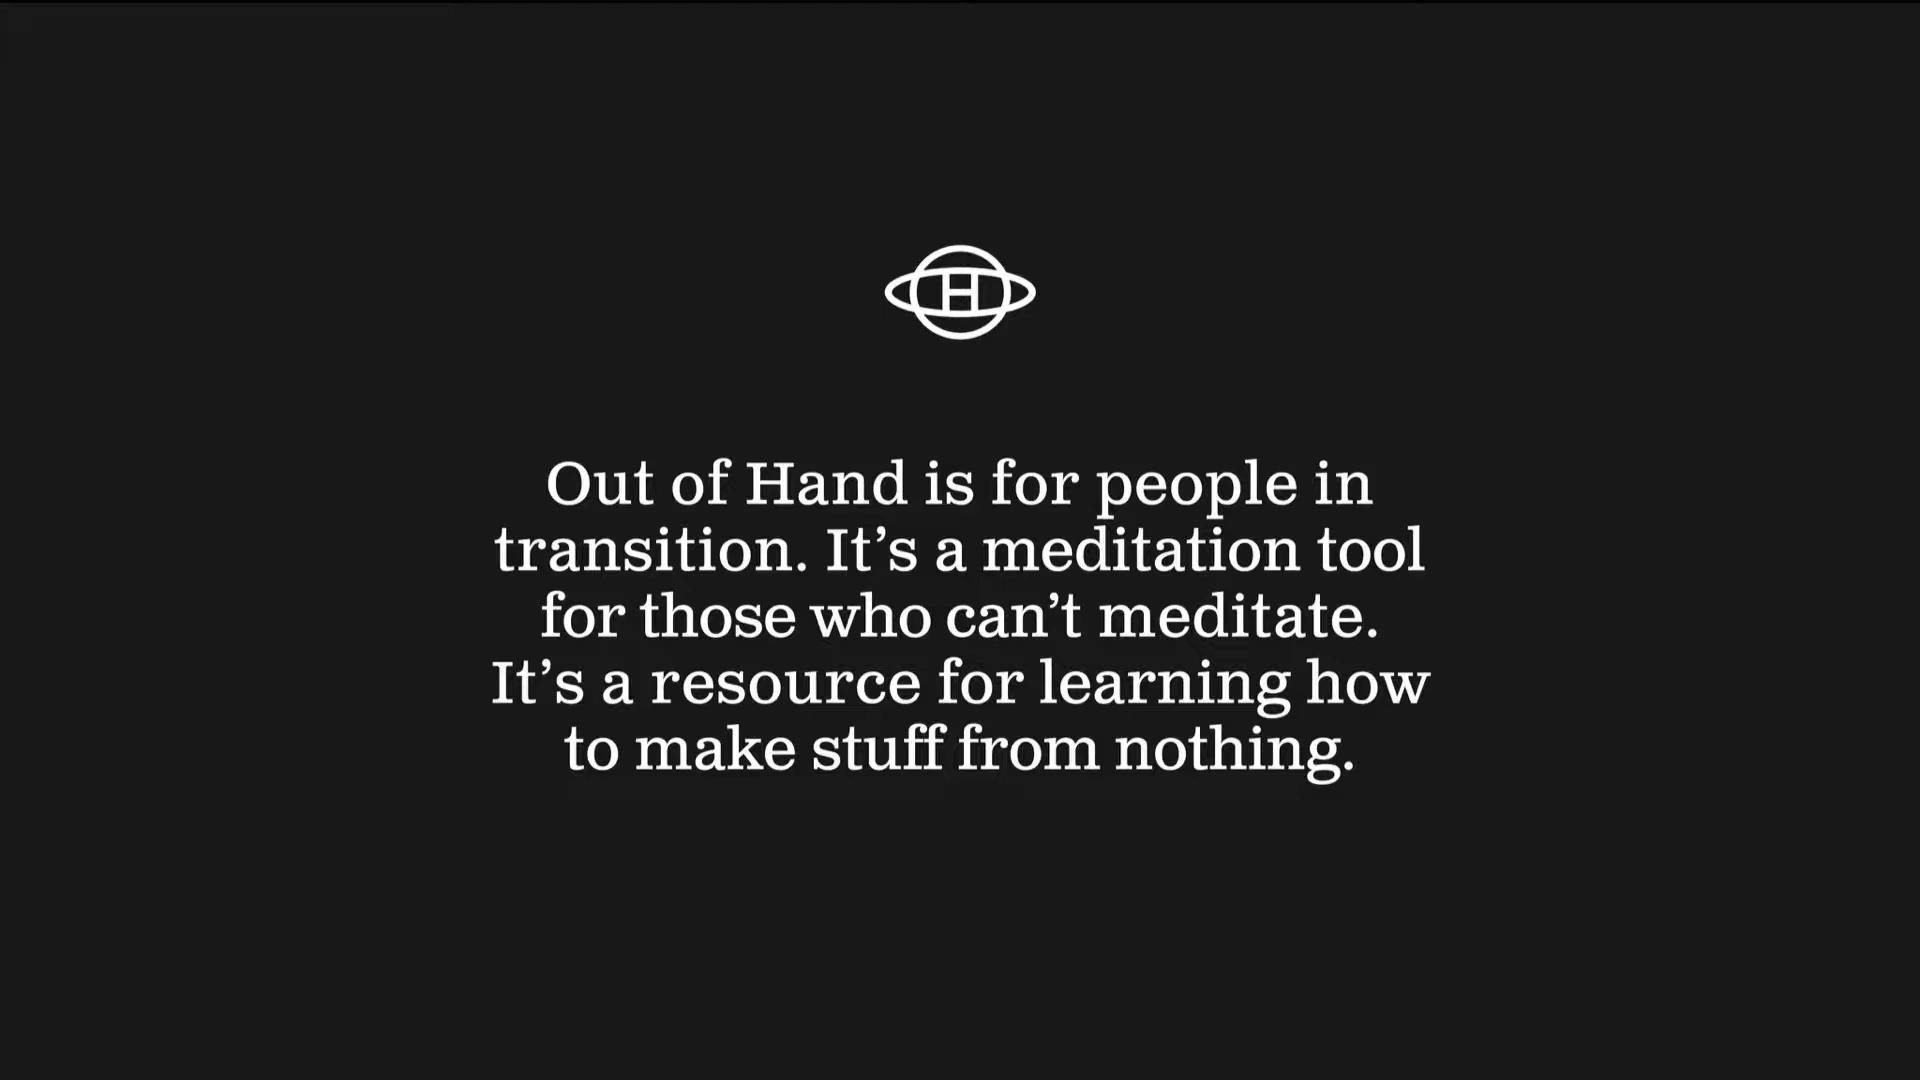 H
Out of Hand is for people in
transition. It’s a meditation tool
for those who can’t meditate.
It’s a resource for learning how
to make stuff from nothing.